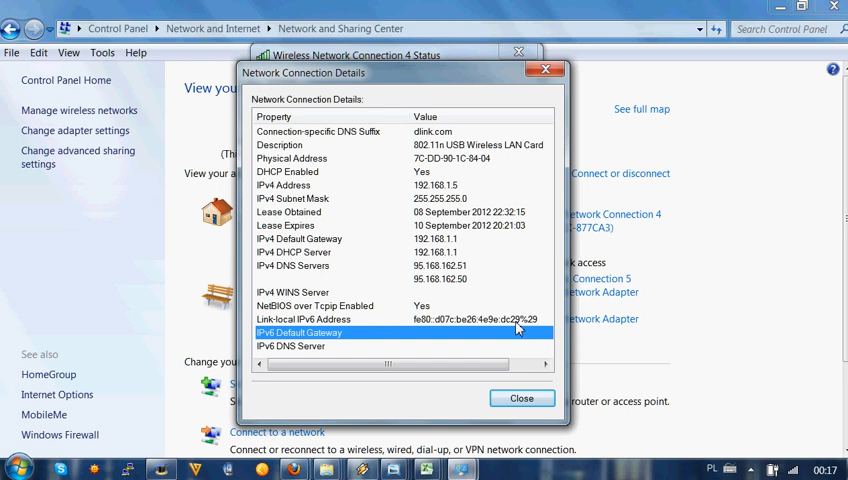 Control Panel
Network and Internet
Network and Sharing Center
Search Control Panel
File Edit View Tools Help
Wireless Network Connection 4 Status
Network Connection Details
Control Panel Home
Manage wireless networks
Change adapter settings
Change advanced sharing
settings
View you
See full map
(Thi
View your a
Connect or disconnect
etwork Connection 4
C-877CA3)
k access
Connection 5
etwork Adapter
etwork Adapter
Network Connection Details:
Property Value
Connection-specific DNS Suffix dlink.com
Description 802.11n USB Wireless LAN Card
Physical Address 7C-DD-90-1C-84-04
DHCP Enabled Yes
IPv4 Address 192.168.1.5
IPv4 Subnet Mask 255.255.255.0
Lease Obtained 08 September 2012 22:32:15
Lease Expires 10 September 2012 20:21:03
IPv4 Default Gateway 192.168.1.1
IPv4 DHCP Server 192.168.1.1
IPv4 DNS Servers 95.168.162.51
95.168.162.50
IPv4 WINS Server
NetBIOS over Tcpip Enabled Yes
Link-local IPv6 Address fe80::d07c:be26:4e9e:dc29%29
IPv6 Default Gateway
IPv6 DNS Server
Close
Change you
router or access point.
Connect to a network
Connect or reconnect to a wireless, wired, dial-up, or VPN network connection.
See also
HomeGroup
Internet Options
MobileMe
Windows Firewall
PL
00:17